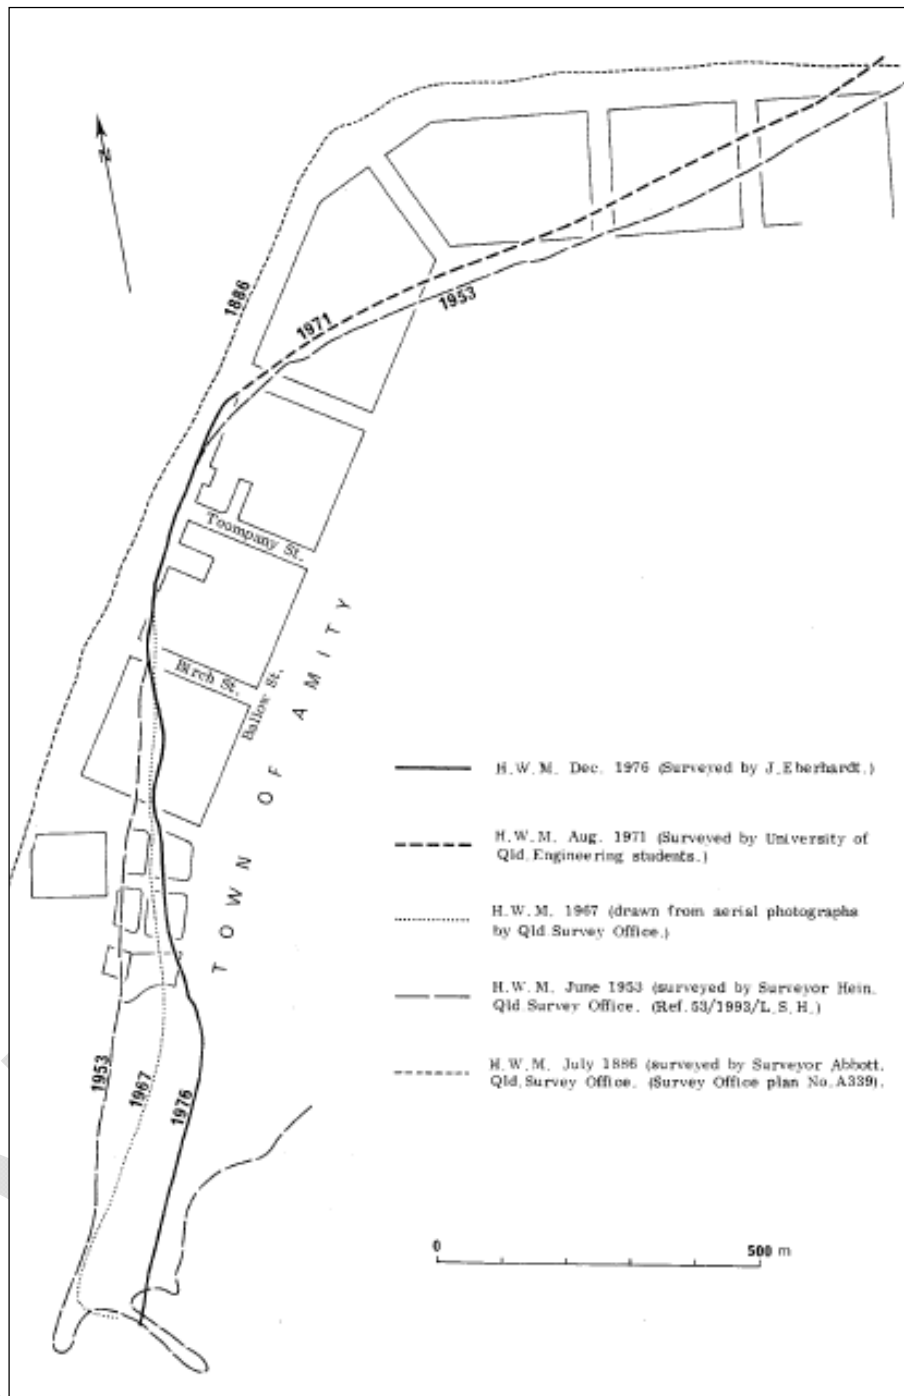 N
1886
1971
1953
Toompany St.
Birch St.
Ballow St.
TOWN OF AMITY
H.W.M. Dec. 1976 (Surveyed by J.Eberhardt.)
H.W.M. Aug. 1971 (Surveyed by University of
Qld. Engineering students.)
H.W.M. 1967 (drawn from aerial photographs
by Qld Survey Office.)
H.W.M. June 1953 (surveyed by Surveyor Hein.
Qld Survey Office. (Ref. 53/1993/L.S.H.)
H.W.M. July 1886 (surveyed by Surveyor Abbott.
Qld. Survey Office. (Survey Office plan No. A339).
1953
1967
1976
0 500 m